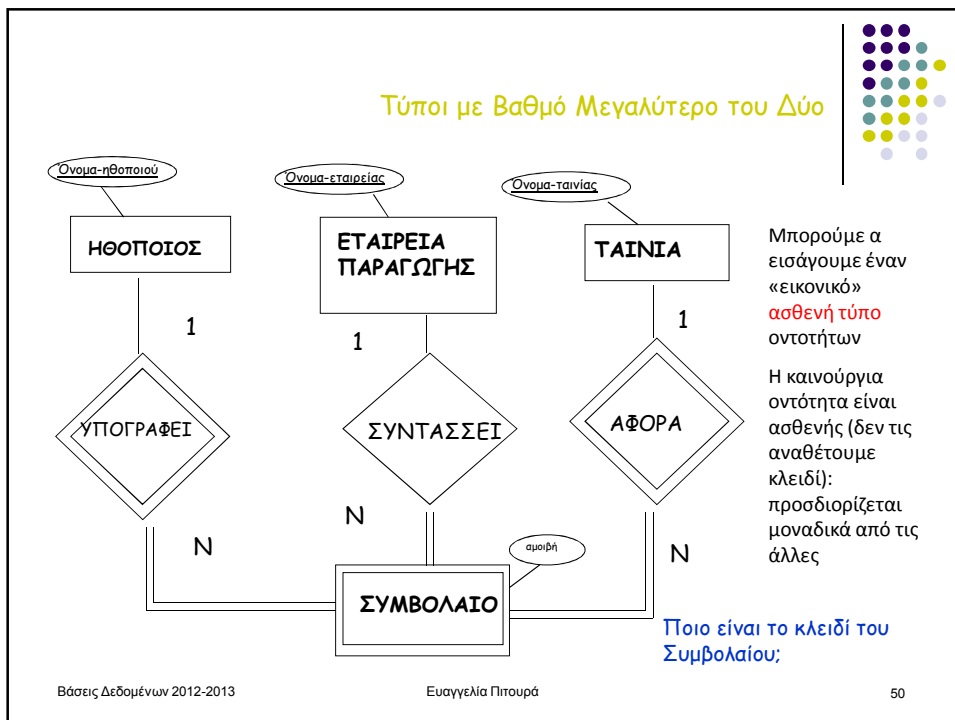 Τύποι με Βαθμό Μεγαλύτερο του Δύο
Όνομα-ηθοποιού
Όνομα-εταιρείας
Όνομα-ταινίας
ΗΘΟΠΟΙΟΣ
ΕΤΑΙΡΕΙΑ
ΠΑΡΑΓΩΓΗΣ
ΤΑΙΝΙΑ
1
1
1
ΥΠΟΓΡΑΦΕΙ
ΣΥΝΤΑΣΣΕΙ
ΑΦΟΡΑ
N
N
N
αμοιβή
ΣΥΜΒΟΛΑΙΟ
Μπορούμε α
εισάγουμε έναν
«εικονικό»
ασθενή τύπο
οντοτήτων
Η καινούργια
οντότητα είναι
ασθενής (δεν τις
αναθέτουμε
κλειδί):
προσδιορίζεται
μοναδικά από τις
άλλες
Ποιο είναι το κλειδί του
Συμβολαίου;
Βάσεις Δεδομένων 2012-2013
Ευαγγελία Πιτουρά
50